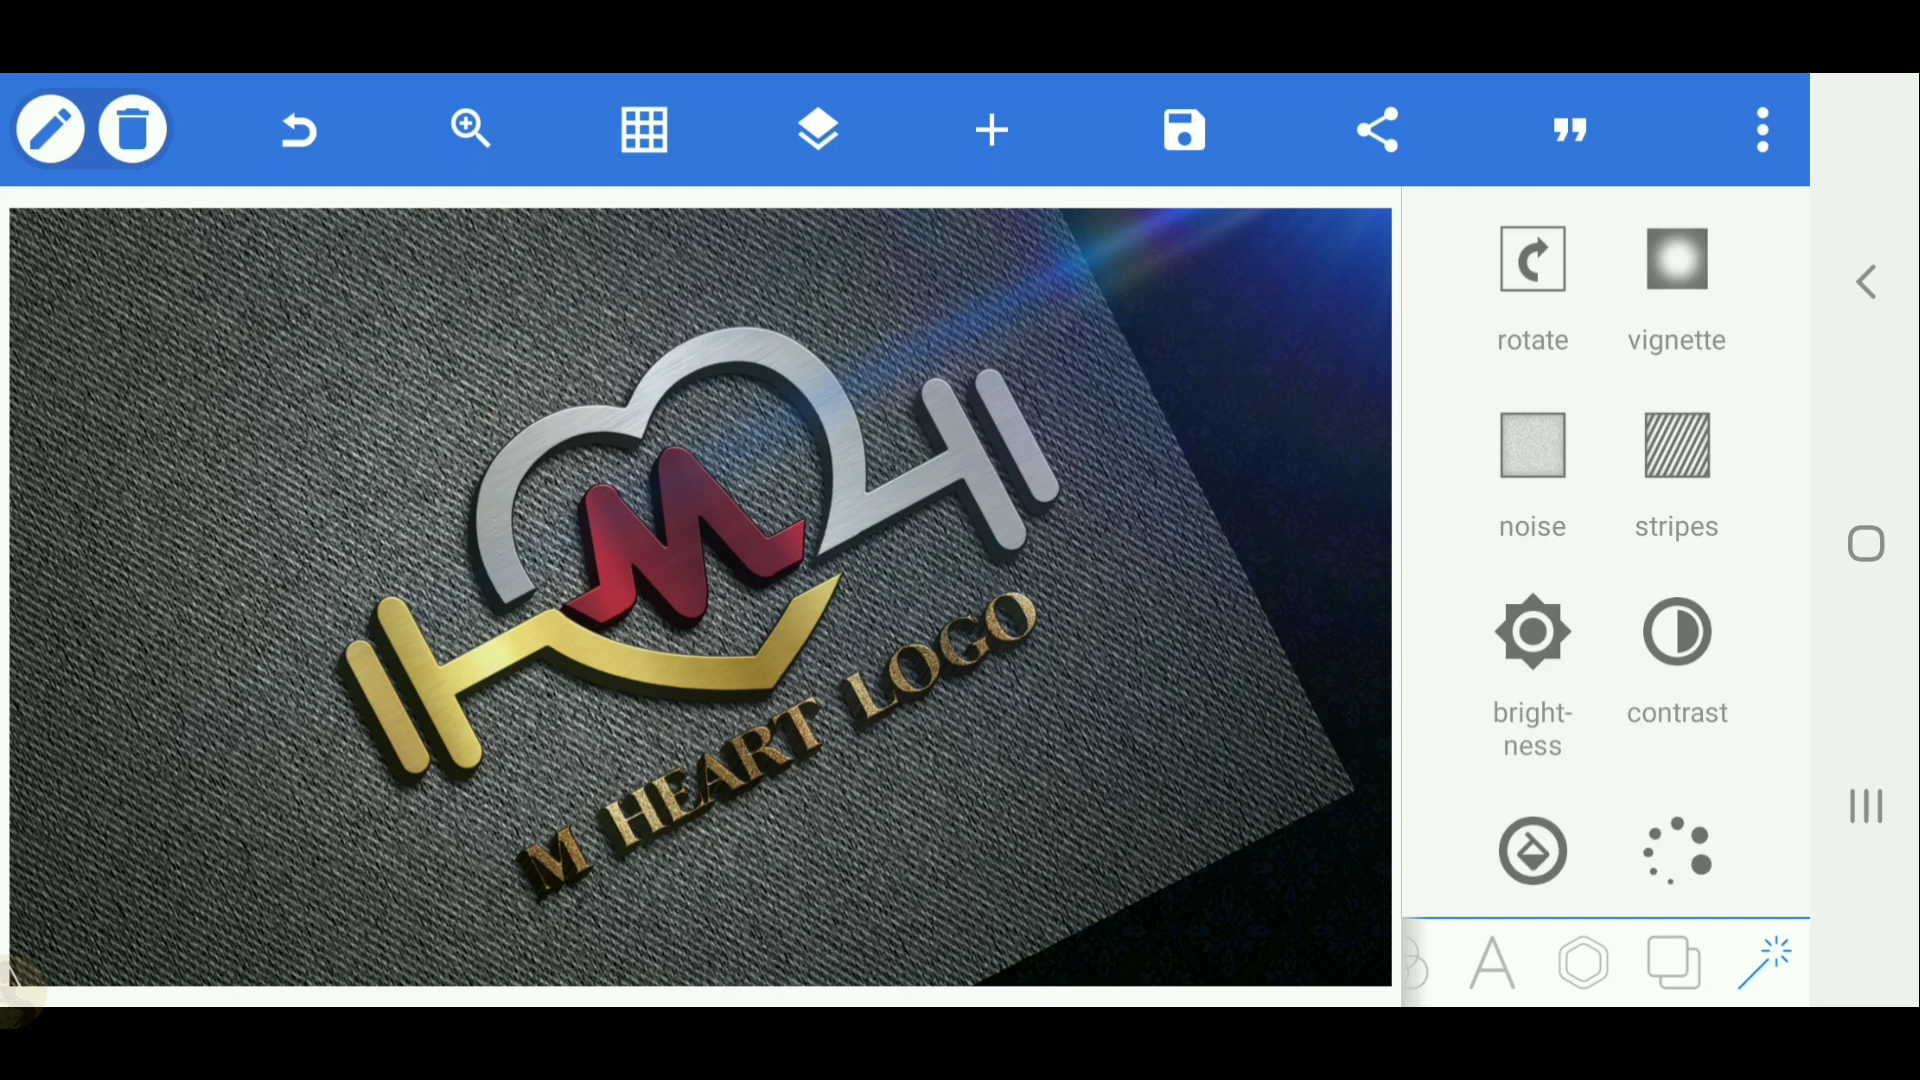 M HEART LOGO
rotate
vignette
noise
stripes
bright-
ness
contrast